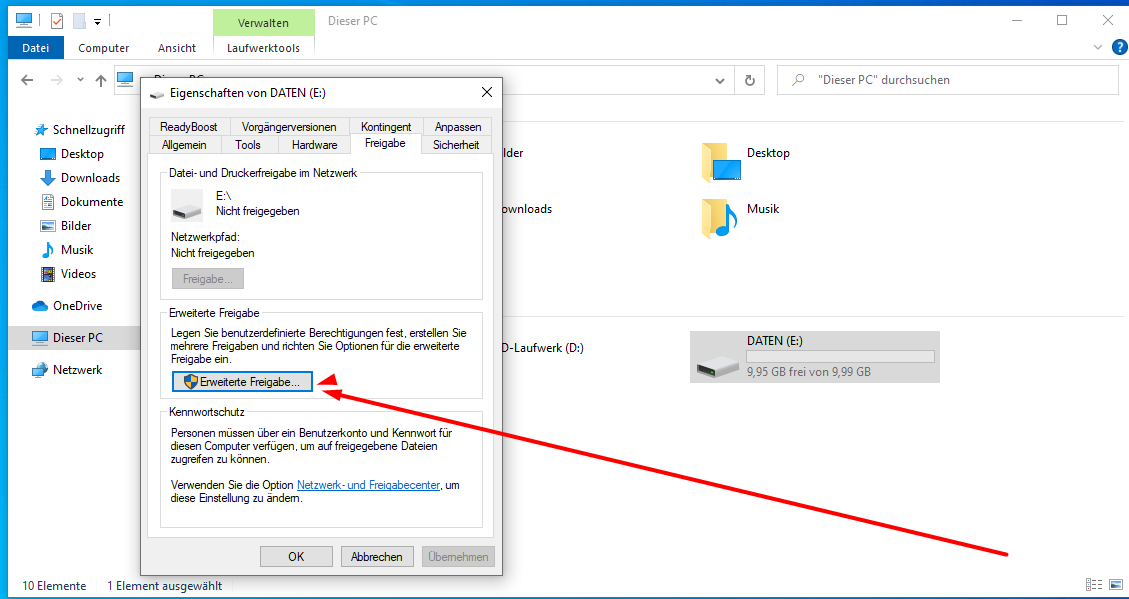 Verwalten
Dieser PC
Datei
Computer
Ansicht
Laufwerktools
?
"Dieser PC" durchsuchen
Schnellzugriff
Desktop
Downloads
Dokumente
Bilder
Musik
Videos
OneDrive
Dieser PC
Netzwerk
Eigenschaften von DATEN (E:)
ReadyBoost
Vorgängerversionen
Kontingent
Anpassen
Allgemein
Tools
Hardware
Freigabe
Sicherheit
Datei- und Druckerfreigabe im Netzwerk
E:\
Nicht freigegeben
Netzwerkpfad:
Nicht freigegeben
Freigabe...
Erweiterte Freigabe
Legen Sie benutzerdefinierte Berechtigungen fest, erstellen Sie
mehrere Freigaben und richten Sie Optionen für die erweiterte
Freigabe ein.
Erweiterte Freigabe...
Kennwortschutz
Personen müssen über ein Benutzerkonto und Kennwort für
diesen Computer verfügen, um auf freigegebene Dateien
zugreifen zu können.
Verwenden Sie die Option Netzwerk- und Freigabecenter, um
diese Einstellung zu ändern.
OK
Abbrechen
Übernehmen
lder
Desktop
ownloads
Musik
D-Laufwerk (D:)
DATEN (E:)
9,95 GB frei von 9,99 GB
10 Elemente
1 Element ausgewählt